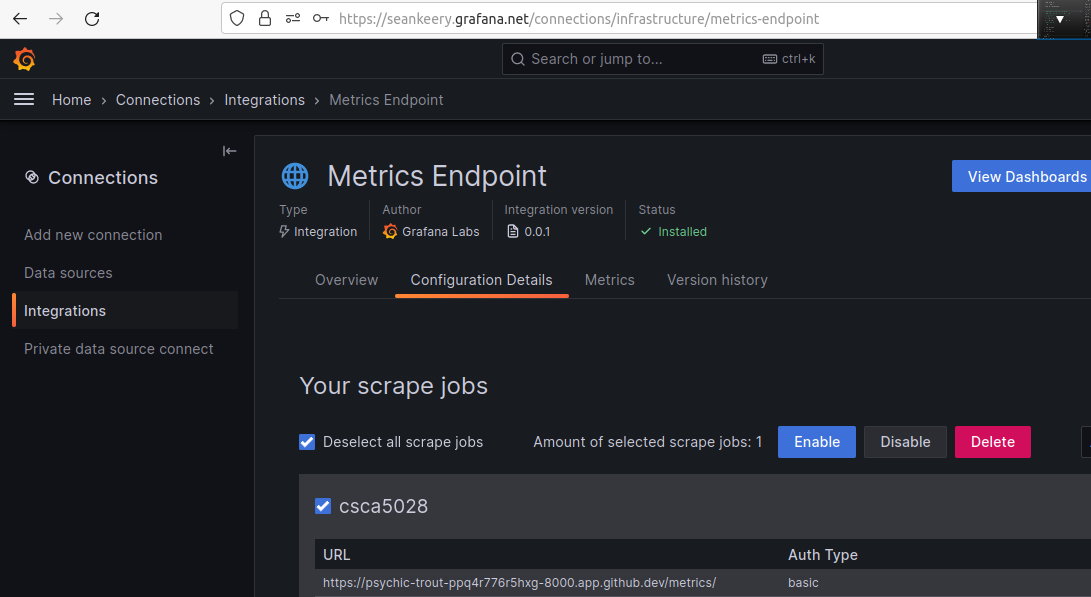 https://seankeery.grafana.net/connections/infrastructure/metrics-endpoint
Search or jump to... ctrl+k
Home › Connections › Integrations › Metrics Endpoint
Connections
Add new connection
Data sources
Integrations
Private data source connect
Metrics Endpoint
View Dashboards
Type Author Integration version Status
Integration Grafana Labs 0.0.1 Installed
Overview Configuration Details Metrics Version history
Your scrape jobs
Deselect all scrape jobs Amount of selected scrape jobs: 1 Enable Disable Delete
csca5028
URL Auth Type
https://psychic-trout-ppq4r776r5hxg-8000.app.github.dev/metrics/ basic